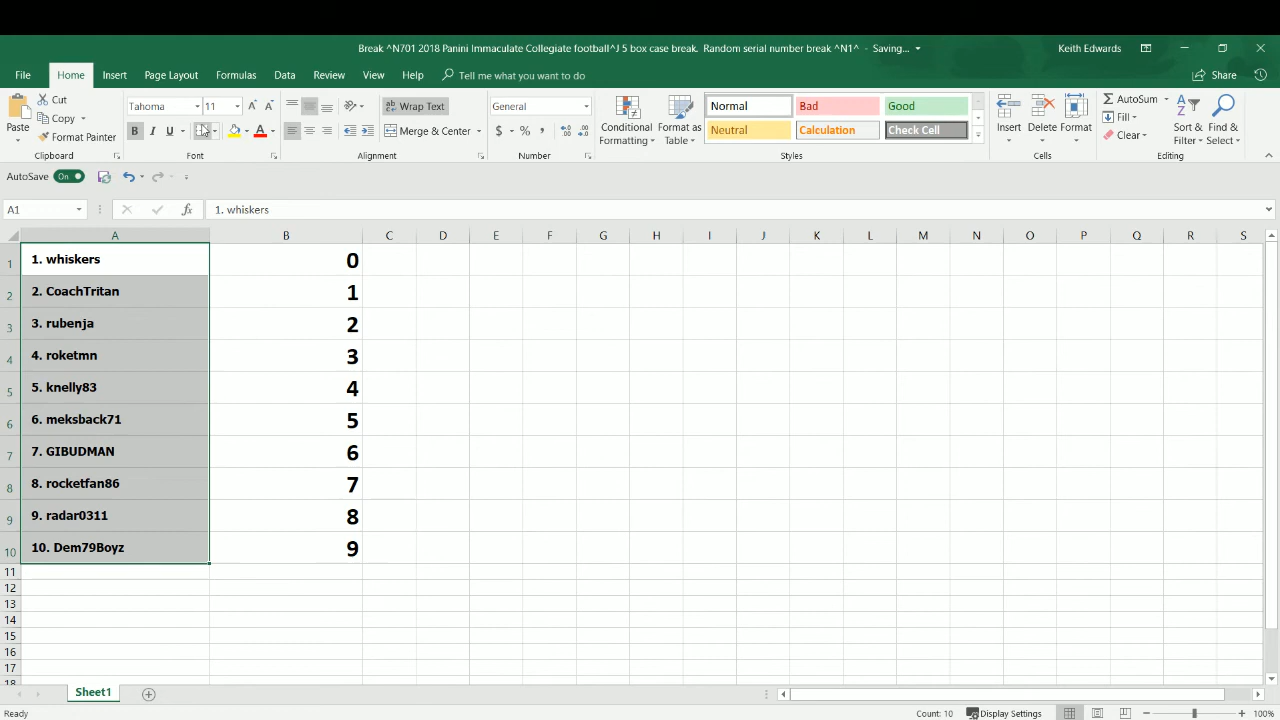 Break ^N701 2018 Panini Immaculate Collegiate football^J 5 box case break.  Random serial number break ^N1^  -  Saving...
Keith Edwards
File Home Insert Page Layout Formulas Data Review View Help Tell me what you want to do Share
Paste
Cut
Copy
Format Painter
Clipboard
Tahoma 11
B I U A
Font
ab Wrap Text
Merge & Center
Alignment
General
$ % ,
Number
Conditional Formatting
Format as Table
Normal Bad Good
Neutral Calculation Check Cell
Styles
Insert Delete Format
Cells
AutoSum
Fill
Clear
Sort & Filter
Find & Select
Editing
AutoSave On
A1 fx 1. whiskers
A B C D E F G H I J K L M N O P Q R S
1 1. whiskers 0
2 2. CoachTritan 1
3 3. rubenja 2
4 4. roketmn 3
5 5. knelly83 4
6 6. meksback71 5
7 7. GIBUDMAN 6
8 8. rocketfan86 7
9 9. radar0311 8
10 10. Dem79Boyz 9
11
12
13
14
15
16
17
18
Sheet1
Ready Count: 10 Display Settings 100%